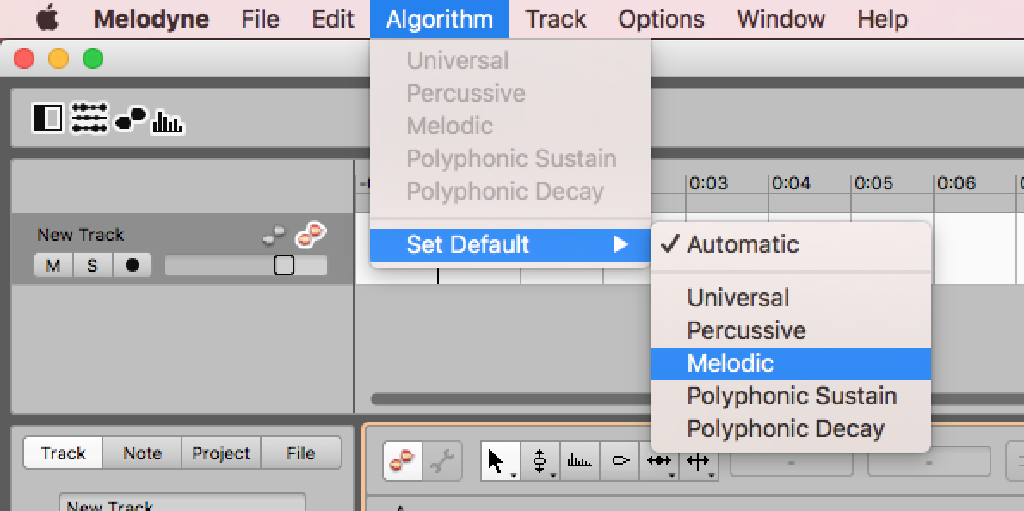 Melodyne File Edit Algorithm Track Options Window Help
Universal
Percussive
Melodic
Polyphonic Sustain
Polyphonic Decay
Set Default
0:03 0:04 0:05 0:06
New Track
M S
✓ Automatic
Universal
Percussive
Melodic
Polyphonic Sustain
Polyphonic Decay
Track Note Project File
New Track